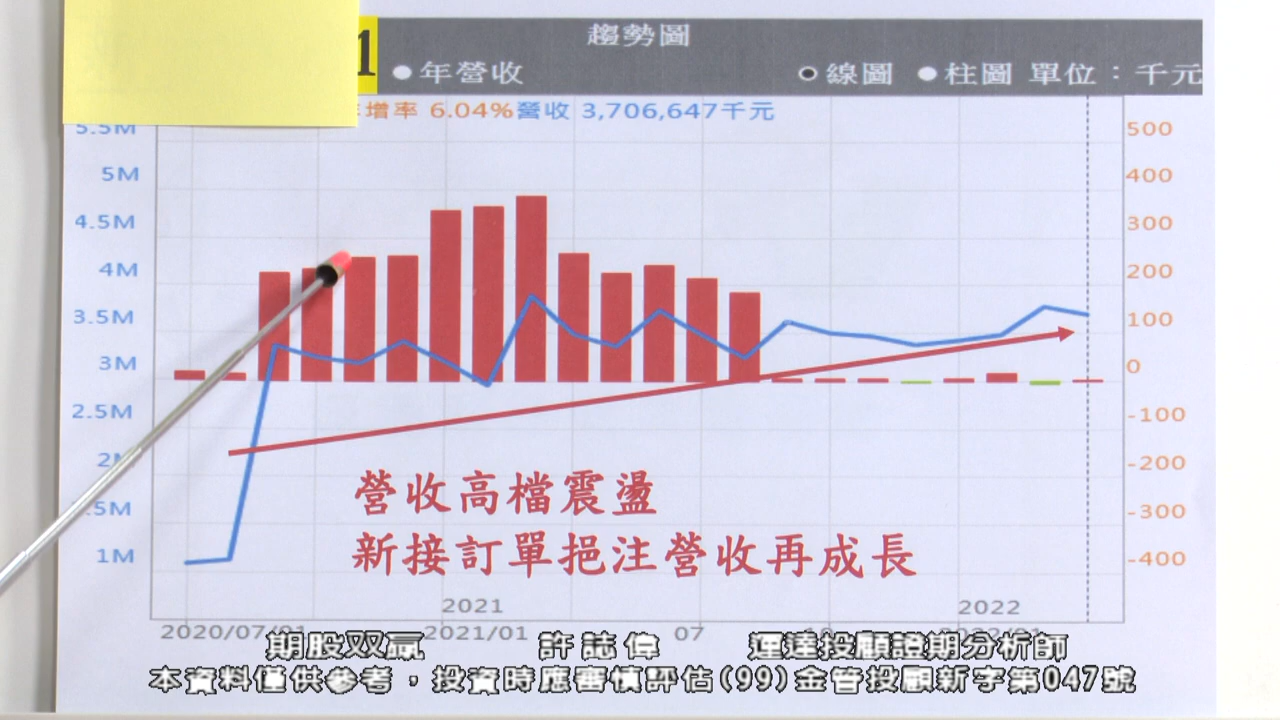 趨勢圖
1 ●年營收 ⦿線圖 ●柱圖 單位：千元
增率 6.04%營收 3,706,647千元
5.5M 500
5M 400
4.5M 300
4M 200
3.5M 100
3M 0
2.5M -100
2M -200
.5M -300
1M -400
營收高檔震盪
新接訂單挹注營收再成長
2021 2022
2020/07/01 2021/01 07
期股双贏 許誌偉 運達投顧證期分析師
本資料僅供參考，投資時應審慎評估(99)金管投顧新字第047號